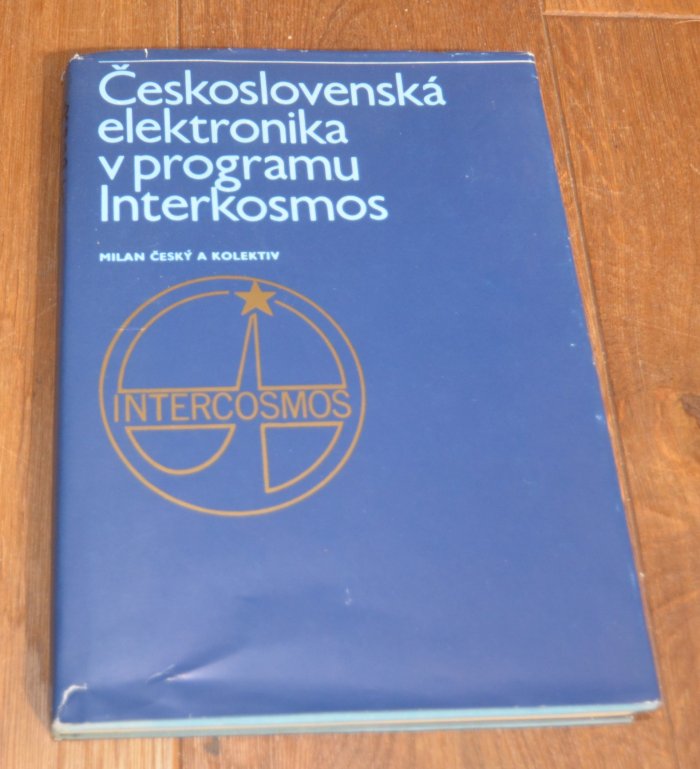 Československá
elektronika
v programu
Interkosmos
MILAN ČESKÝ A KOLEKTIV
INTERCOSMOS